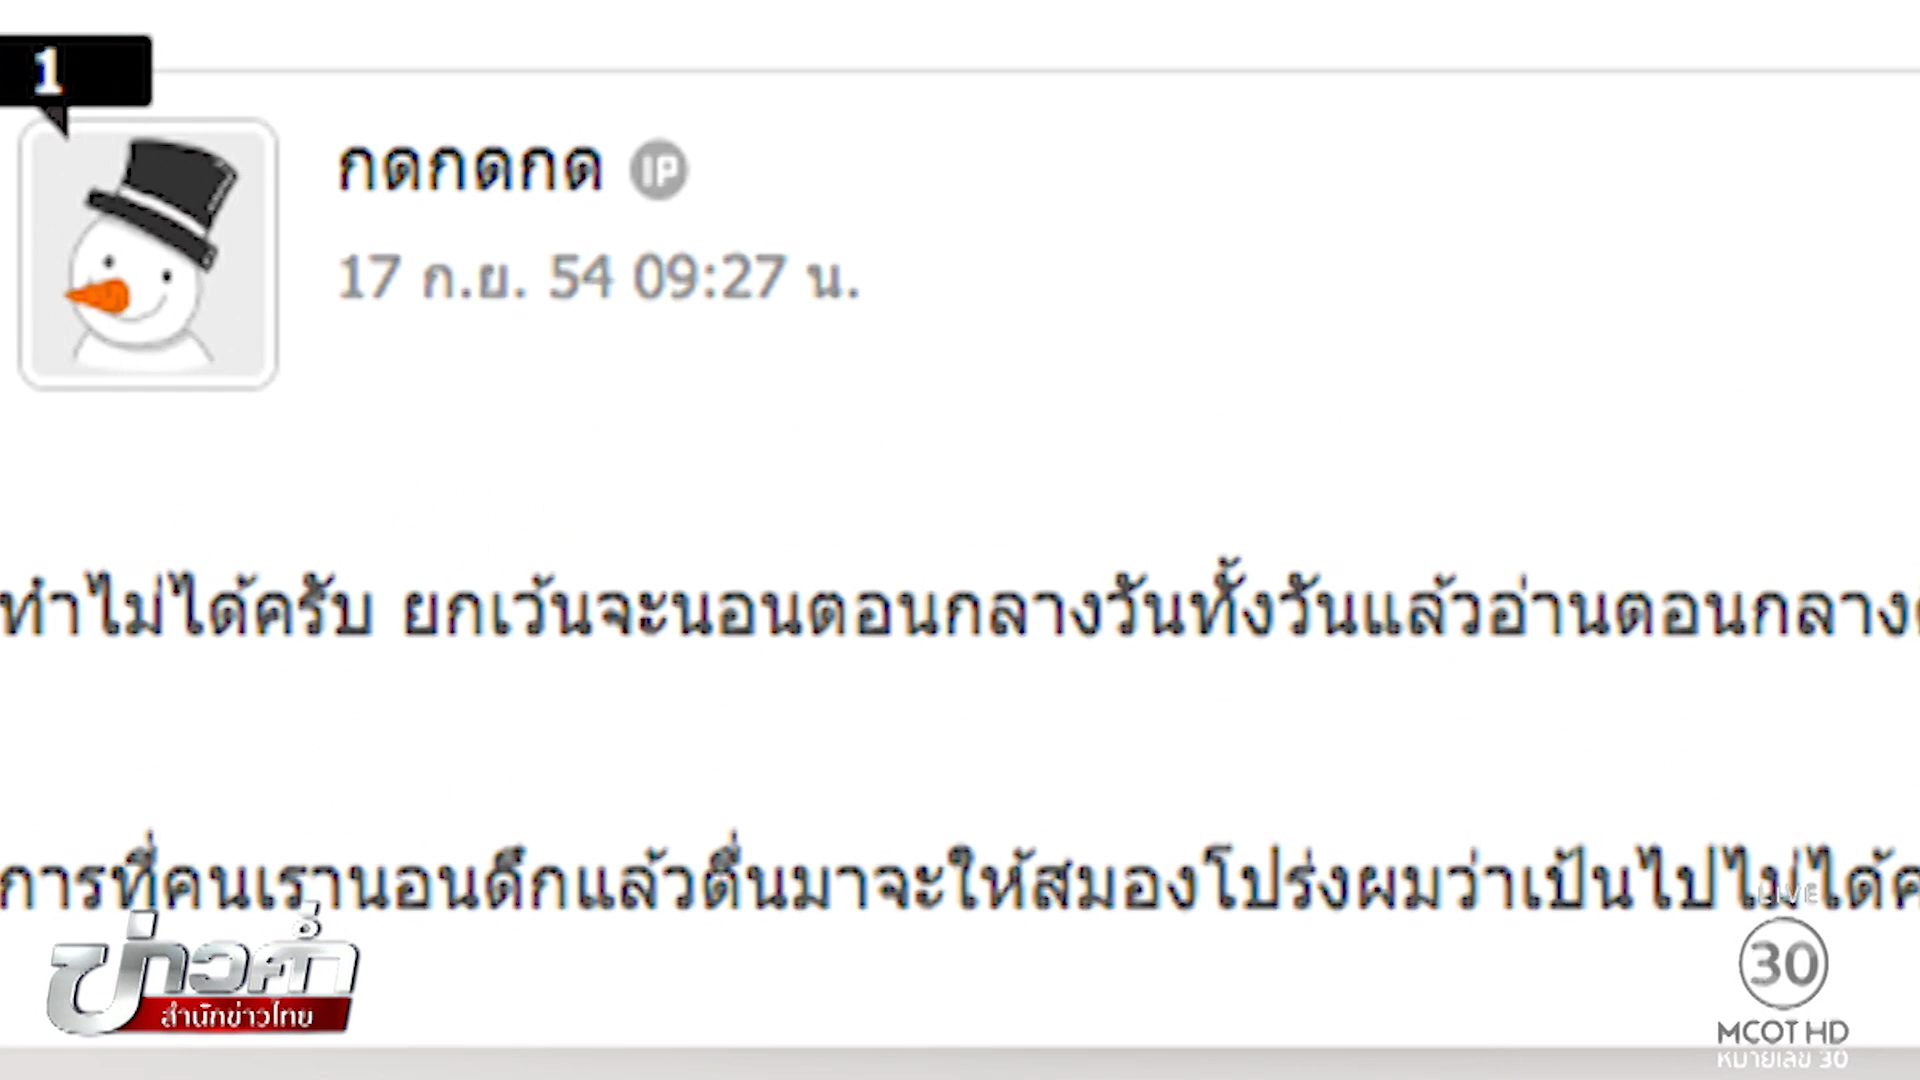 1
กดกดกด IP
17 ก.ย. 54 09:27 น.
ทำไม่ได้ครับ ยกเว้นจะนอนตอนกลางวันทั้งวันแล้วอ่านตอนกลาง
การที่คนเรานอนดึกแล้วตื่นมาจะให้สมองโปร่งผมว่าเป็นไปไม่ได้ค
LIVE
ข่าวค่ำ
สำนักข่าวไทย
30
MCOT HD
หมายเลข 30